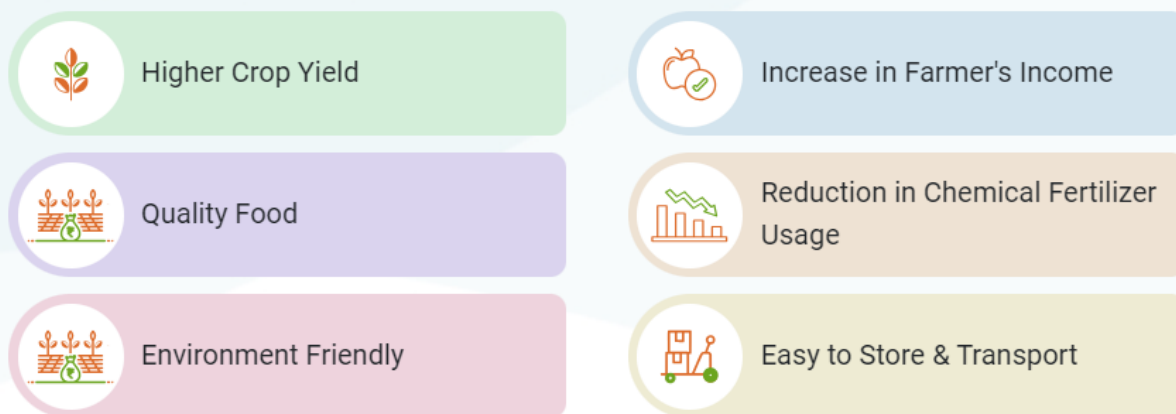 Higher Crop Yield
Increase in Farmer's Income
Quality Food
Reduction in Chemical Fertilizer
Usage
Environment Friendly
Easy to Store & Transport